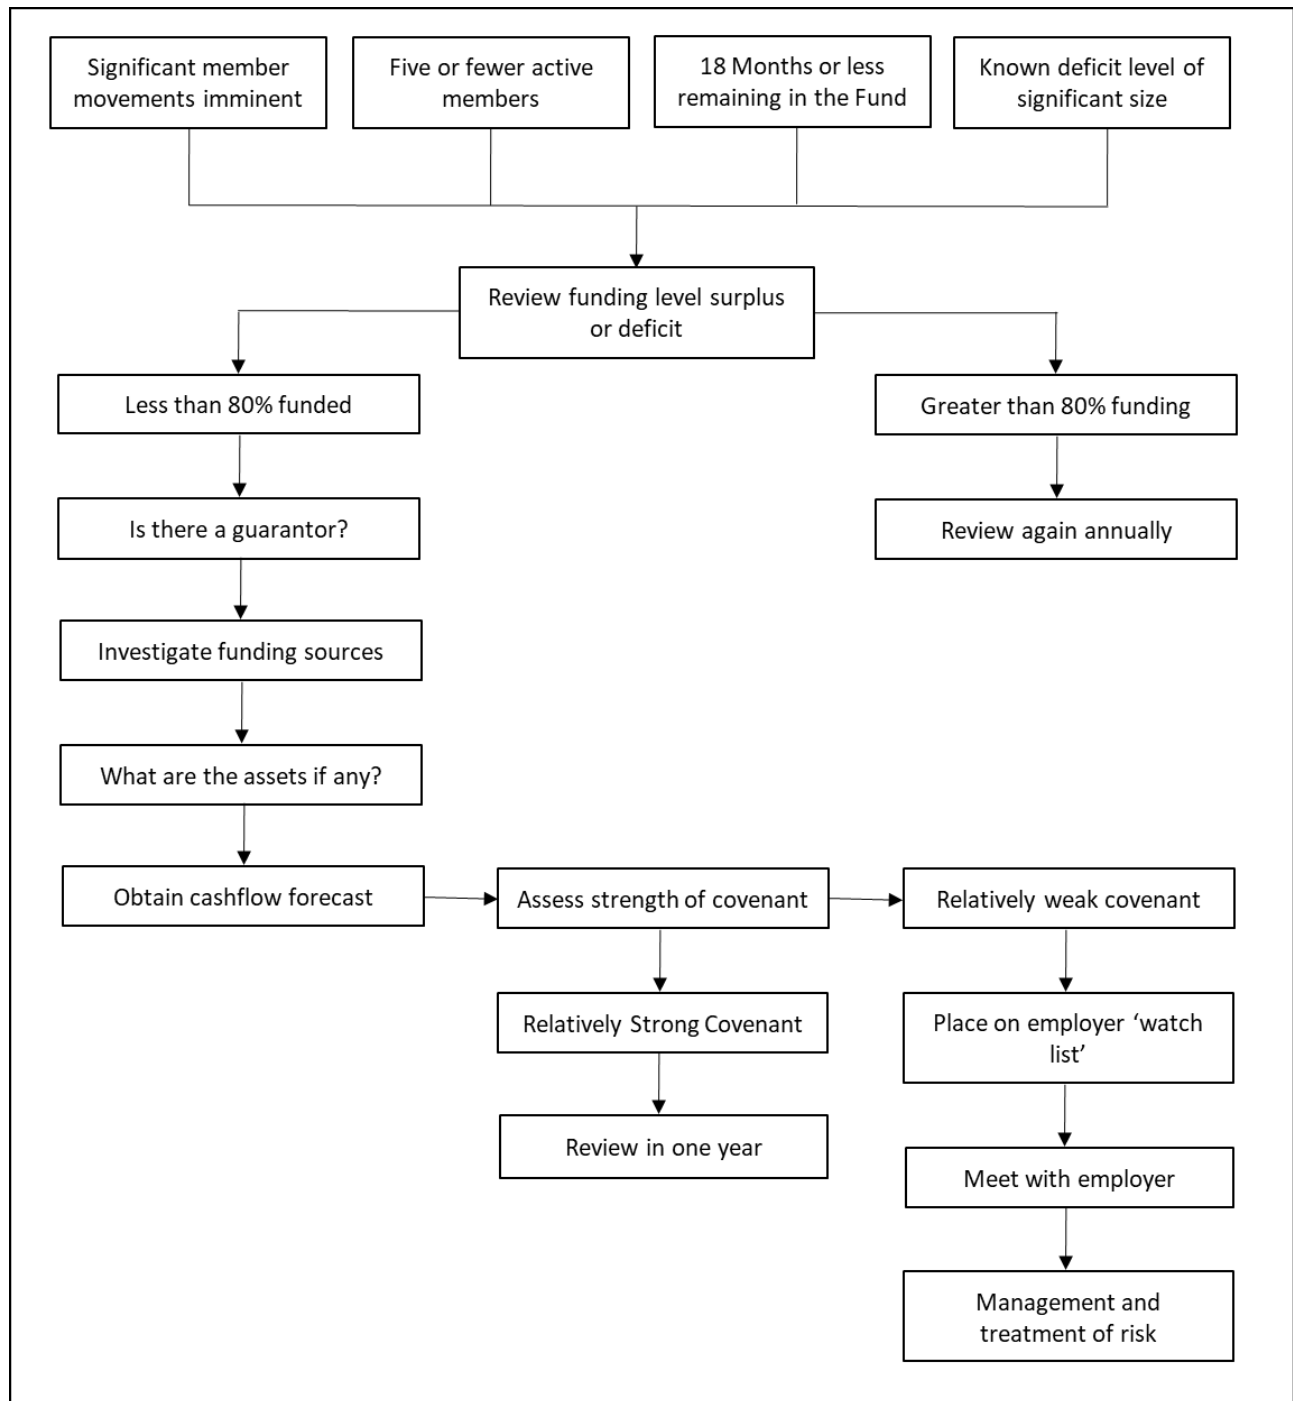 Significant member
movements imminent
Five or fewer active
members
18 Months or less
remaining in the Fund
Known deficit level of
significant size
Review funding level surplus
or deficit
Less than 80% funded
Greater than 80% funding
Is there a guarantor?
Review again annually
Investigate funding sources
What are the assets if any?
Obtain cashflow forecast
Assess strength of covenant
Relatively weak covenant
Relatively Strong Covenant
Place on employer ‘watch
list’
Review in one year
Meet with employer
Management and
treatment of risk